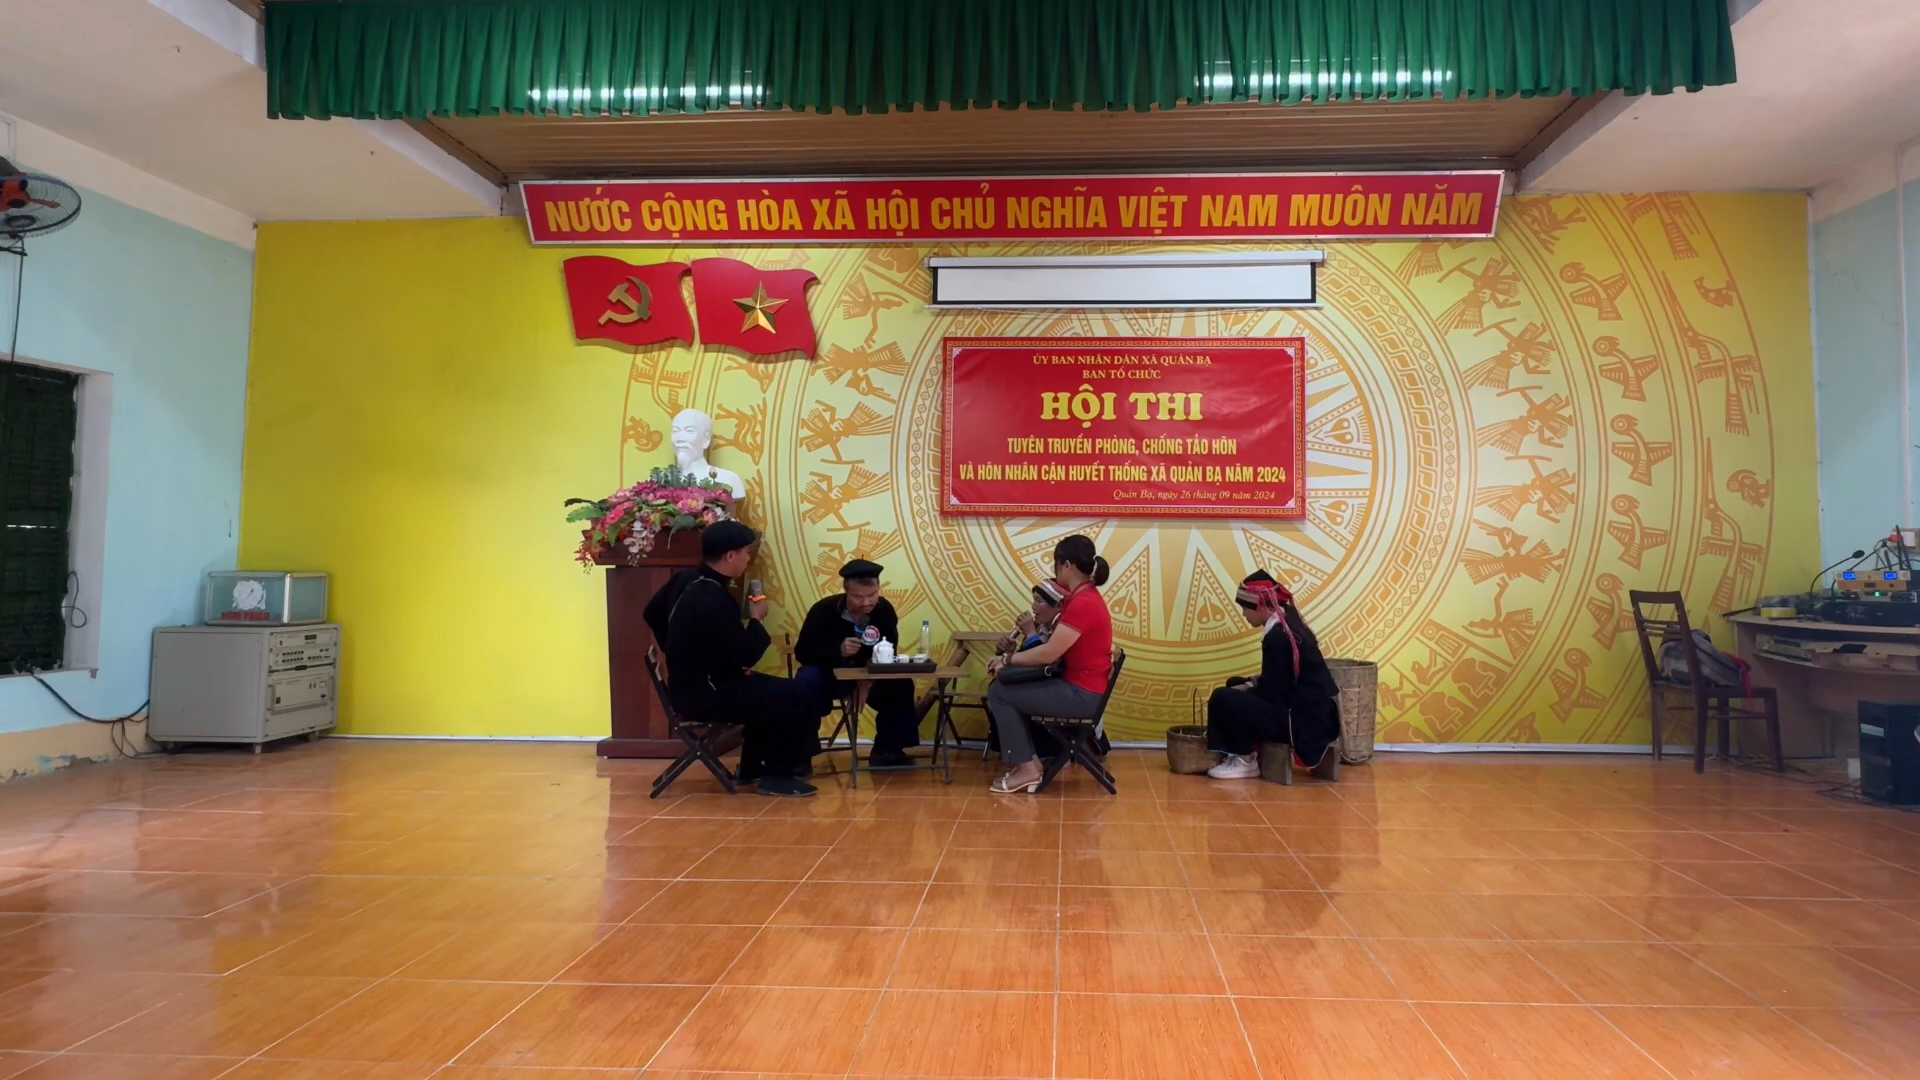 NƯỚC CỘNG HÒA XÃ HỘI CHỦ NGHĨA VIỆT NAM MUÔN NĂM
ỦY BAN NHÂN DÂN XÃ QUẢN BẠ
BAN TỔ CHỨC
HỘI THI
TUYÊN TRUYỀN PHÒNG, CHỐNG TẢO HÔN
VÀ HÔN NHÂN CẬN HUYẾT THỐNG XÃ QUẢN BẠ NĂM 2024
Quản Bạ, ngày 26 tháng 09 năm 2024